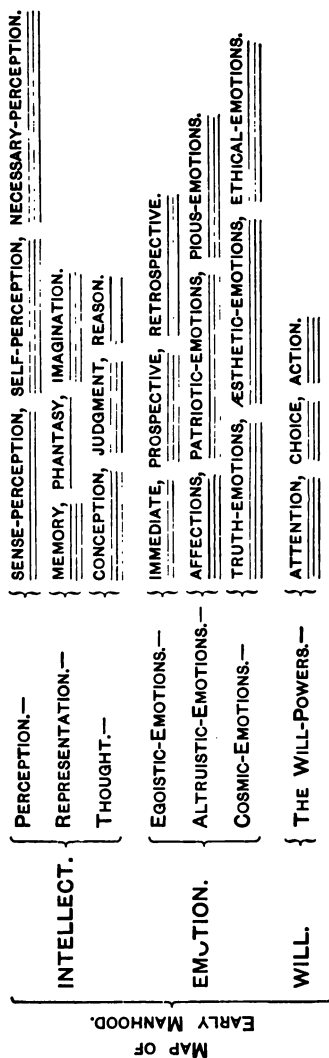 MAP OF
EARLY MANHOOD.
INTELLECT.
PERCEPTION.— SENSE-PERCEPTION, SELF-PERCEPTION, NECESSARY-PERCEPTION.
REPRESENTATION.— MEMORY, PHANTASY, IMAGINATION.
THOUGHT.— CONCEPTION, JUDGMENT, REASON.
EMOTION.
EGOISTIC-EMOTIONS.— IMMEDIATE, PROSPECTIVE, RETROSPECTIVE.
ALTRUISTIC-EMOTIONS.— AFFECTIONS, PATRIOTIC-EMOTIONS, PIOUS-EMOTIONS.
COSMIC-EMOTIONS.— TRUTH-EMOTIONS, ÆSTHETIC-EMOTIONS, ETHICAL-EMOTIONS.
WILL.
THE WILL-POWERS.— ATTENTION, CHOICE, ACTION.